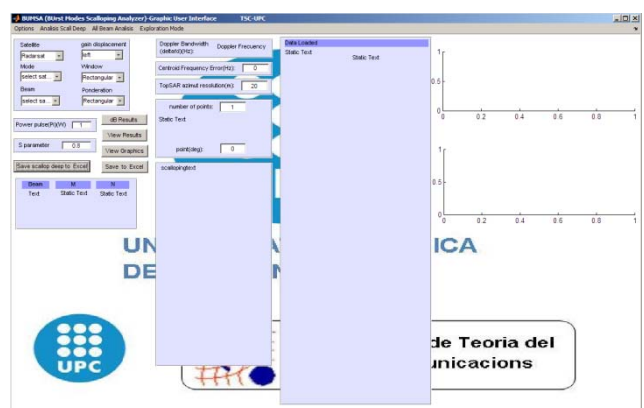 BUMSA (BUrst Modes Scalloping Analyzer)-Graphic User Interface TSC-UPC
Options Analisis Scall Deep All Beam Analisis Exploration Mode
Satellite
gain displacement
Radarsat
left
Mode
Window
select sat...
Rectangular
Beam
Ponderation
select sa...
Rectangular
Power pulse(Pt)(W)
1
S parameter
0.8
dB Results
View Results
View Graphics
Save scallop deep to Excel
Save to Excel
Beam M N
Text Static Text Static Text
Doppler Bandwidth
Doppler Frecuency
Centroid Frequency Error(Hz): 0
TopSAR azimut resolution(m): 20
number of points: 1
Static Text
point(deg): 0
scallopingtext
Data Loaded
Static Text
Static Text
1
0.5
0
0 0.2 0.4 0.6 0.8 1
1
0.5
0
0 0.2 0.4 0.6 0.8 1
UN
ICA
DE
UPC
de Teoria del
unicacions